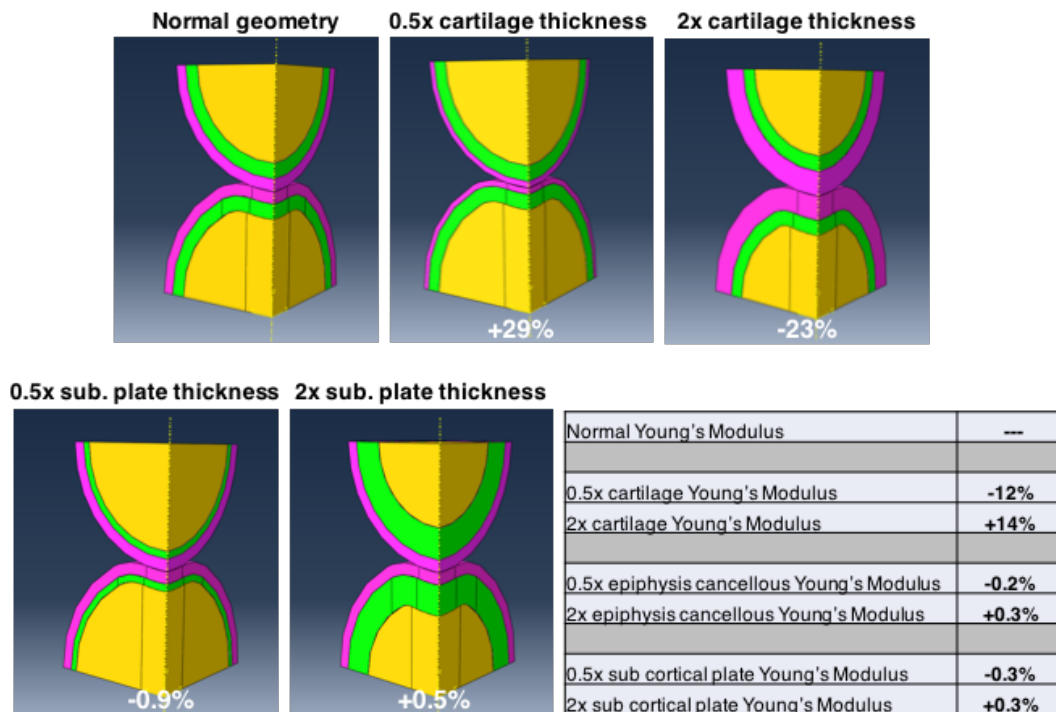 Normal geometry
0.5x cartilage thickness
2x cartilage thickness
+29%
-23%
0.5x sub. plate thickness
2x sub. plate thickness
-0.9%
+0.5%
Normal Young's Modulus ---
0.5x cartilage Young's Modulus -12%
2x cartilage Young's Modulus +14%
0.5x epiphysis cancellous Young's Modulus -0.2%
2x epiphysis cancellous Young's Modulus +0.3%
0.5x sub cortical plate Young's Modulus -0.3%
2x sub cortical plate Young's Modulus +0.3%